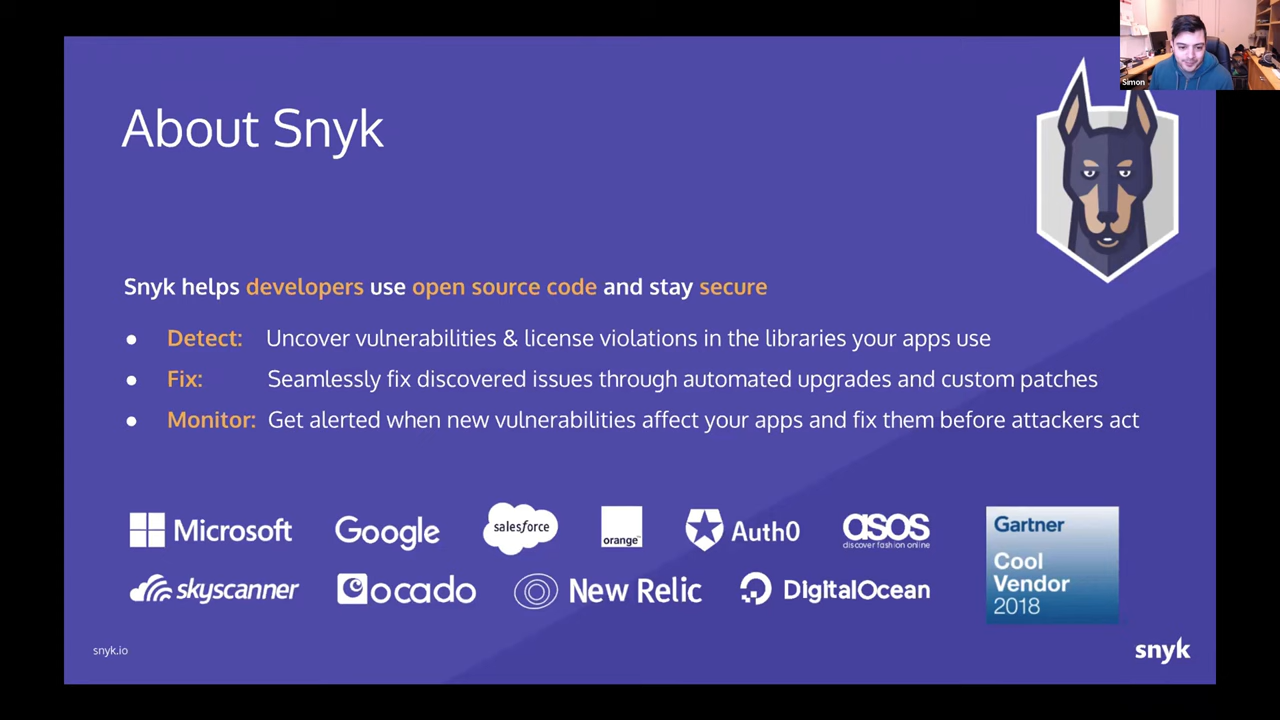 Simon
About Snyk
Snyk helps developers use open source code and stay secure
● Detect: Uncover vulnerabilities & license violations in the libraries your apps use
● Fix: Seamlessly fix discovered issues through automated upgrades and custom patches
● Monitor: Get alerted when new vulnerabilities affect your apps and fix them before attackers act
Microsoft Google salesforce orange™ Auth0 asos
discover fashion online
skyscanner ocado New Relic DigitalOcean
Gartner
Cool
Vendor
2018
snyk.io
snyk